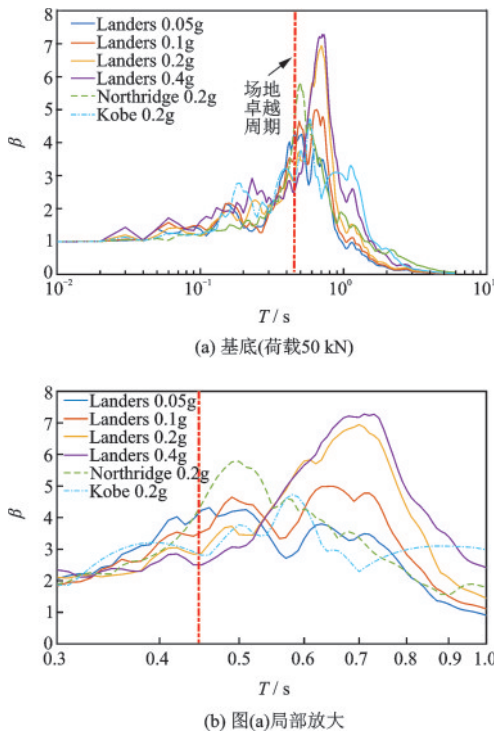 Landers 0.05g
Landers 0.1g
Landers 0.2g
Landers 0.4g
Northridge 0.2g
Kobe 0.2g
场地
卓越
周期
8
7
6
5
4
3
2
1
0
β
10⁻² 10⁻¹ 10⁰ 10¹
T / s
(a) 基底(荷载50 kN)
Landers 0.05g
Landers 0.1g
Landers 0.2g
Landers 0.4g
Northridge 0.2g
Kobe 0.2g
8
7
6
5
4
3
2
1
0
β
0.3 0.4 0.5 0.6 0.7 0.8 0.9 1.0
T / s
(b) 图(a)局部放大